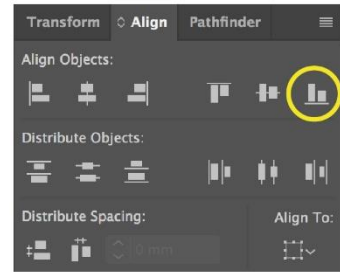 Transform Align Pathfinder
Align Objects:
Distribute Objects:
Distribute Spacing: Align To:
0 mm